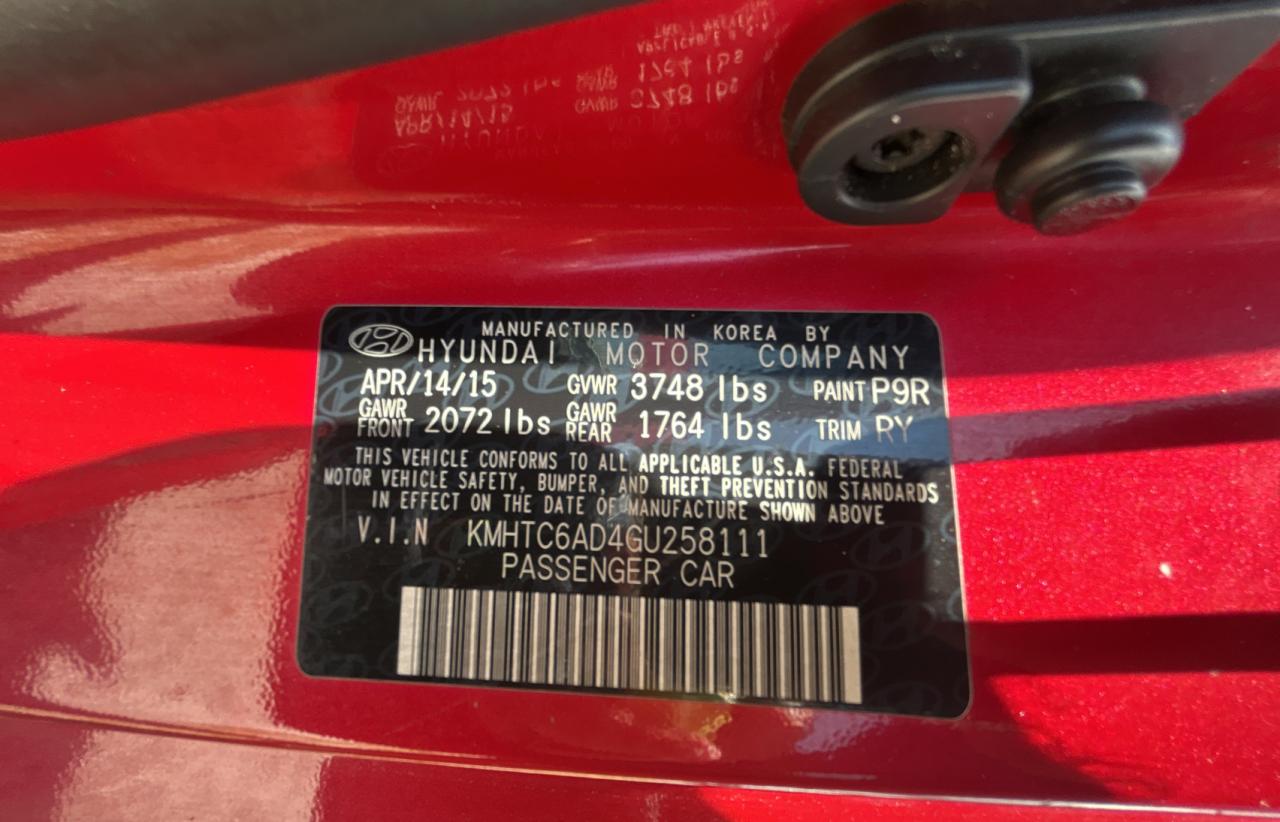 MANUFACTURED IN KOREA BY
HYUNDAI MOTOR COMPANY
APR/14/15 GVWR 3748 lbs PAINT P9R
GAWR FRONT 2072 lbs GAWR REAR 1764 lbs TRIM RY
THIS VEHICLE CONFORMS TO ALL APPLICABLE U.S.A. FEDERAL
MOTOR VEHICLE SAFETY, BUMPER, AND THEFT PREVENTION STANDARDS
IN EFFECT ON THE DATE OF MANUFACTURE SHOWN ABOVE
V.I.N KMHTC6AD4GU258111
PASSENGER CAR